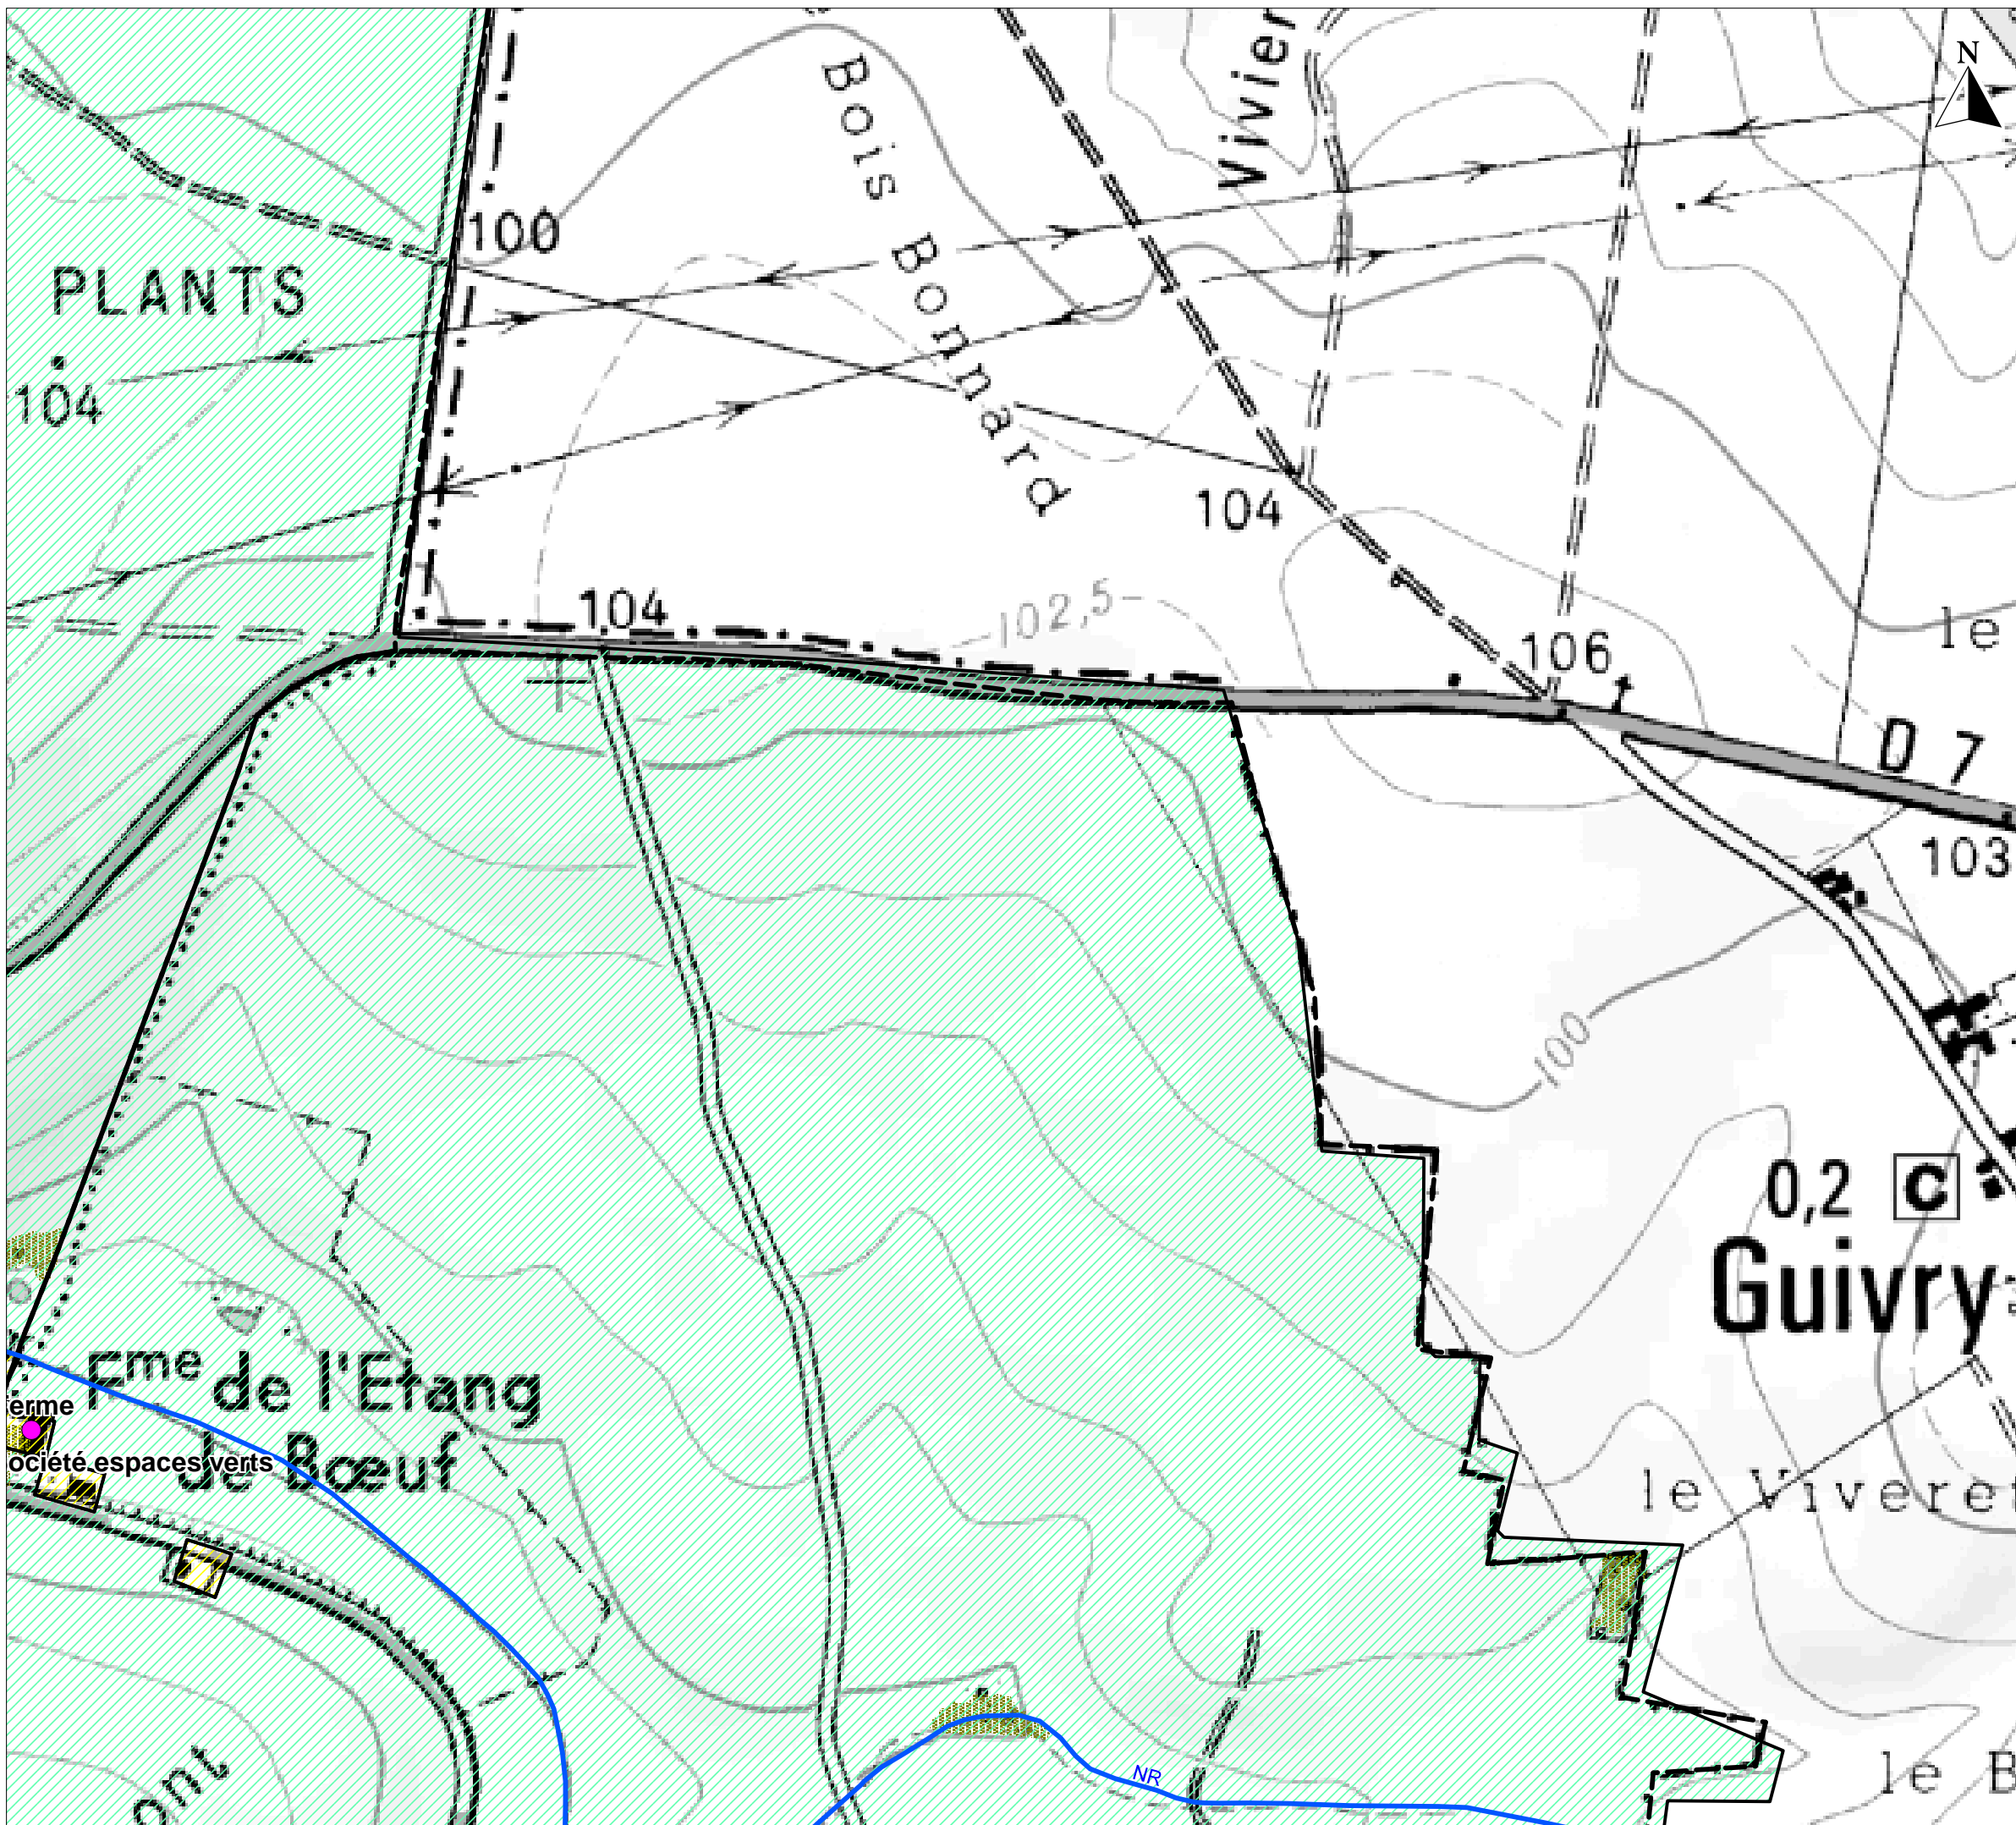 N
Vivier
Bois Bonnard
100
PLANTS
104
104
104
102,5
106
le
D 7
103
100
0,2 C
Guivry
Fme de l'Etang
de Bœuf
erme
ociété espaces verts
le Viveret
NR
ont
le B